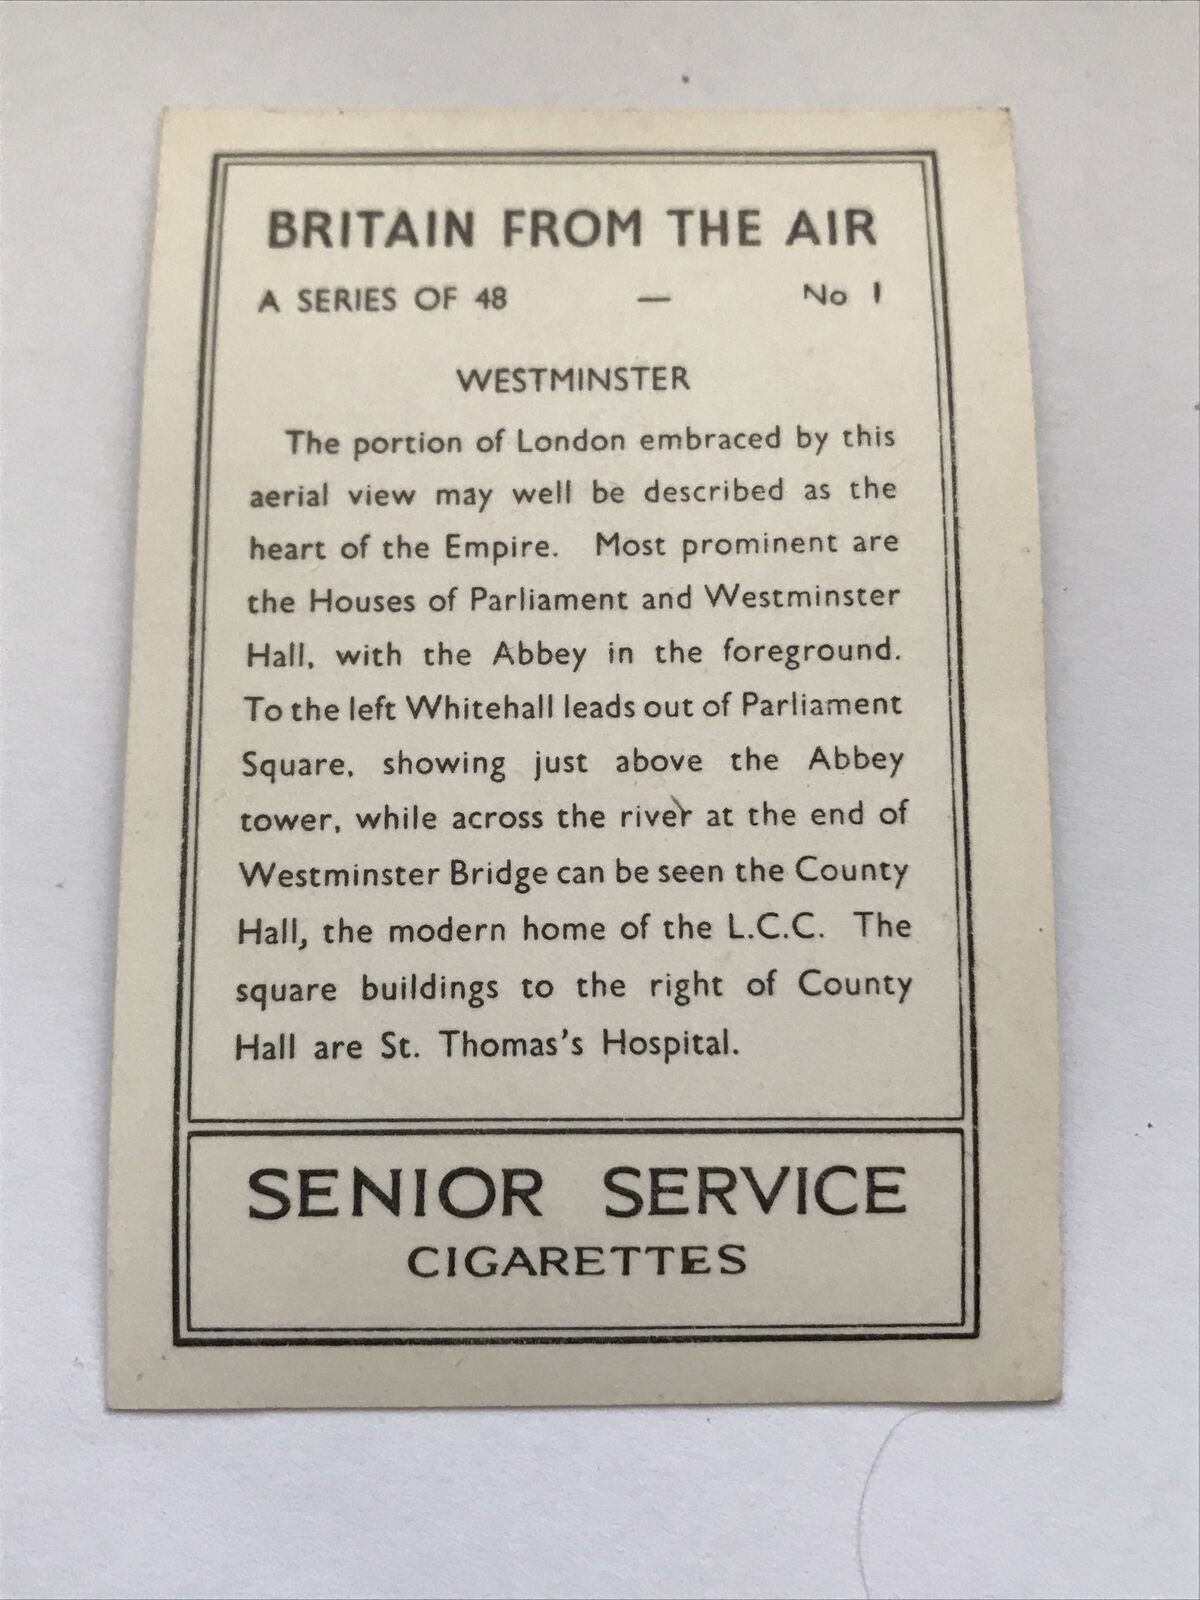 BRITAIN FROM THE AIR
A SERIES OF 48 — No 1
WESTMINSTER
The portion of London embraced by this
aerial view may well be described as the
heart of the Empire. Most prominent are
the Houses of Parliament and Westminster
Hall, with the Abbey in the foreground.
To the left Whitehall leads out of Parliament
Square, showing just above the Abbey
tower, while across the river at the end of
Westminster Bridge can be seen the County
Hall, the modern home of the L.C.C. The
square buildings to the right of County
Hall are St. Thomas's Hospital.
SENIOR SERVICE
CIGARETTES